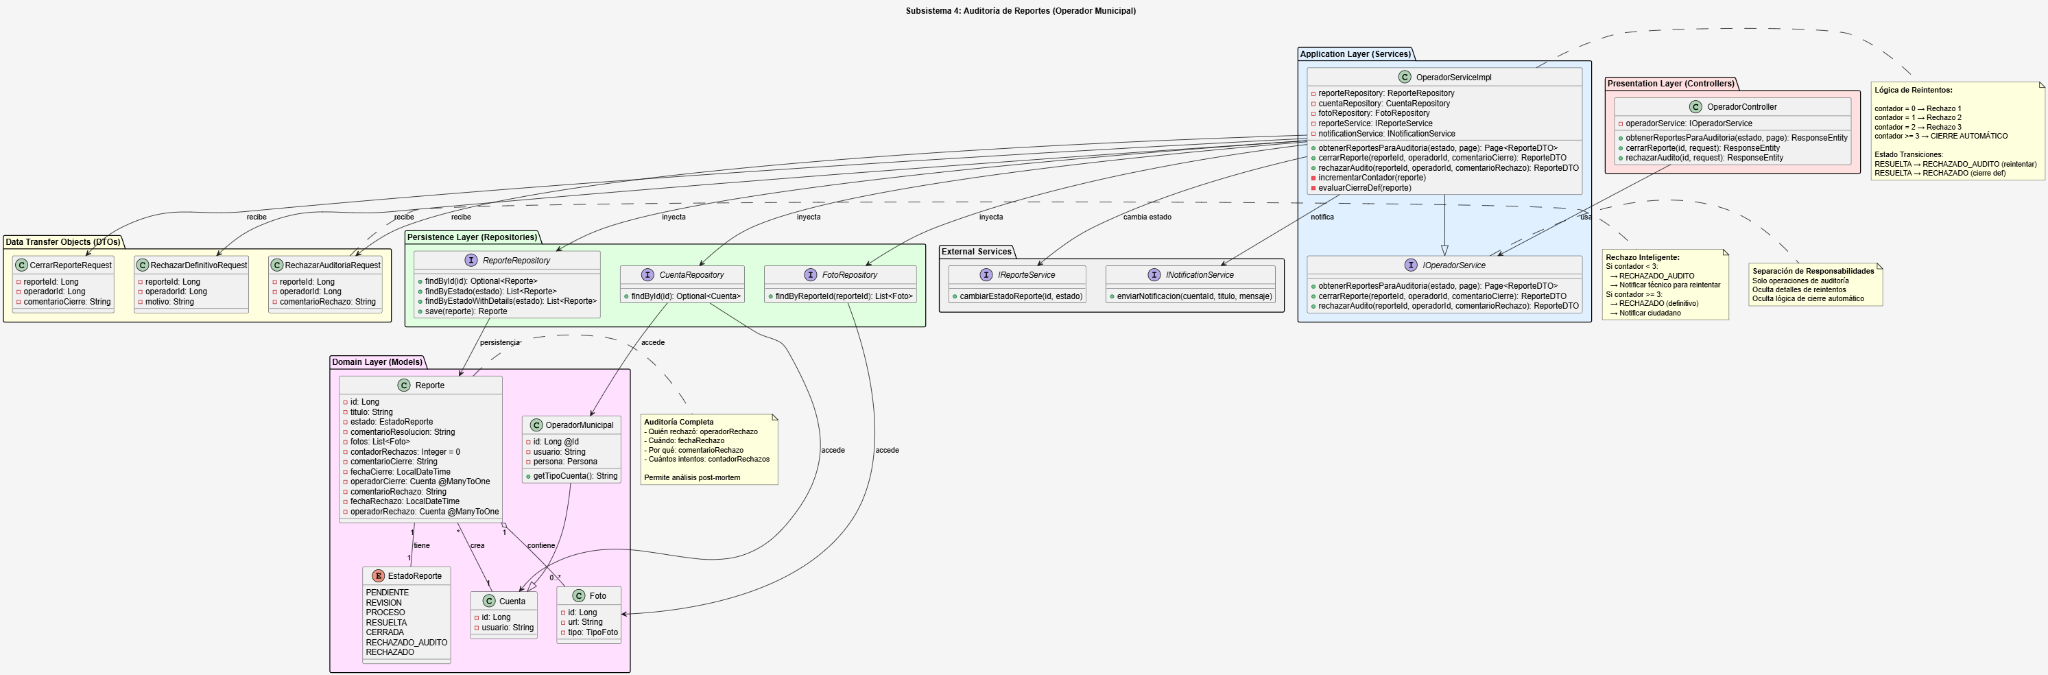 Subsistema 4: Auditoría de Reportes (Operador Municipal)
Application Layer (Services)
C OperadorServiceImpl
reporteRepository: ReporteRepository
cuentaRepository: CuentaRepository
fotoRepository: FotoRepository
reporteService: IReporteService
notificationService: INotificationService
obtenerReportesParaAuditoria(estado, page): Page<ReporteDTO>
cerrarReporte(reporteId, operadorId, comentarioCierre): ReporteDTO
rechazarAudito(reporteId, operadorId, comentarioRechazo): ReporteDTO
incrementarContador(reporte)
evaluarCierreDef(reporte)
Presentation Layer (Controllers)
C OperadorController
operadorService: IOperadorService
obtenerReportesParaAuditoria(estado, page): ResponseEntity
cerrarReporte(id, request): ResponseEntity
rechazarAudito(id, request): ResponseEntity
Lógica de Reintentos:
contador = 0 → Rechazo 1
contador = 1 → Rechazo 2
contador = 2 → Rechazo 3
contador >= 3 → CIERRE AUTOMÁTICO
Estado Transiciones:
RESUELTA → RECHAZADO_AUDITO (reintentar)
RESUELTA → RECHAZADO (cierre def)
recibe
recibe
recibe
inyecta
inyecta
inyecta
cambia estado
notifica
usa
Data Transfer Objects (DTOs)
C CerrarReporteRequest
reporteId: Long
operadorId: Long
comentarioCierre: String
C RechazarDefinitivoRequest
reporteId: Long
operadorId: Long
motivo: String
C RechazarAuditoriaRequest
reporteId: Long
operadorId: Long
comentarioRechazo: String
Persistence Layer (Repositories)
I ReporteRepository
findById(id): Optional<Reporte>
findByEstado(estado): List<Reporte>
findByEstadoWithDetails(estado): List<Reporte>
save(reporte): Reporte
I CuentaRepository
findById(id): Optional<Cuenta>
I FotoRepository
findByReporteId(reporteId): List<Foto>
External Services
I IReporteService
cambiarEstadoReporte(id, estado)
I INotificationService
enviarNotificacion(cuentaId, titulo, mensaje)
I IOperadorService
obtenerReportesParaAuditoria(estado, page): Page<ReporteDTO>
cerrarReporte(reporteId, operadorId, comentarioCierre): ReporteDTO
rechazarAudito(reporteId, operadorId, comentarioRechazo): ReporteDTO
Rechazo Inteligente:
Si contador < 3:
→ RECHAZADO_AUDITO
→ Notificar técnico para reintentar
Si contador >= 3:
→ RECHAZADO (definitivo)
→ Notificar ciudadano
Separación de Responsabilidades
Solo operaciones de auditoría
Oculta detalles de reintentos
Oculta lógica de cierre automático
persistencia
accede
accede
accede
Domain Layer (Models)
C Reporte
id: Long
titulo: String
estado: EstadoReporte
comentarioResolucion: String
fotos: List<Foto>
contadorRechazos: Integer = 0
comentarioCierre: String
fechaCierre: LocalDateTime
operadorCierre: Cuenta @ManyToOne
comentarioRechazo: String
fechaRechazo: LocalDateTime
operadorRechazo: Cuenta @ManyToOne
C OperadorMunicipal
id: Long @Id
usuario: String
persona: Persona
getTipoCuenta(): String
Auditoría Completa
- Quién rechazó: operadorRechazo
- Cuándo: fechaRechazo
- Por qué: comentarioRechazo
- Cuántos intentos: contadorRechazos
Permite análisis post-mortem
1
tiene
1
*
crea
1
1
contiene
0..*
E EstadoReporte
PENDIENTE
REVISION
PROCESO
RESUELTA
CERRADA
RECHAZADO_AUDITO
RECHAZADO
C Cuenta
id: Long
usuario: String
C Foto
id: Long
url: String
tipo: TipoFoto